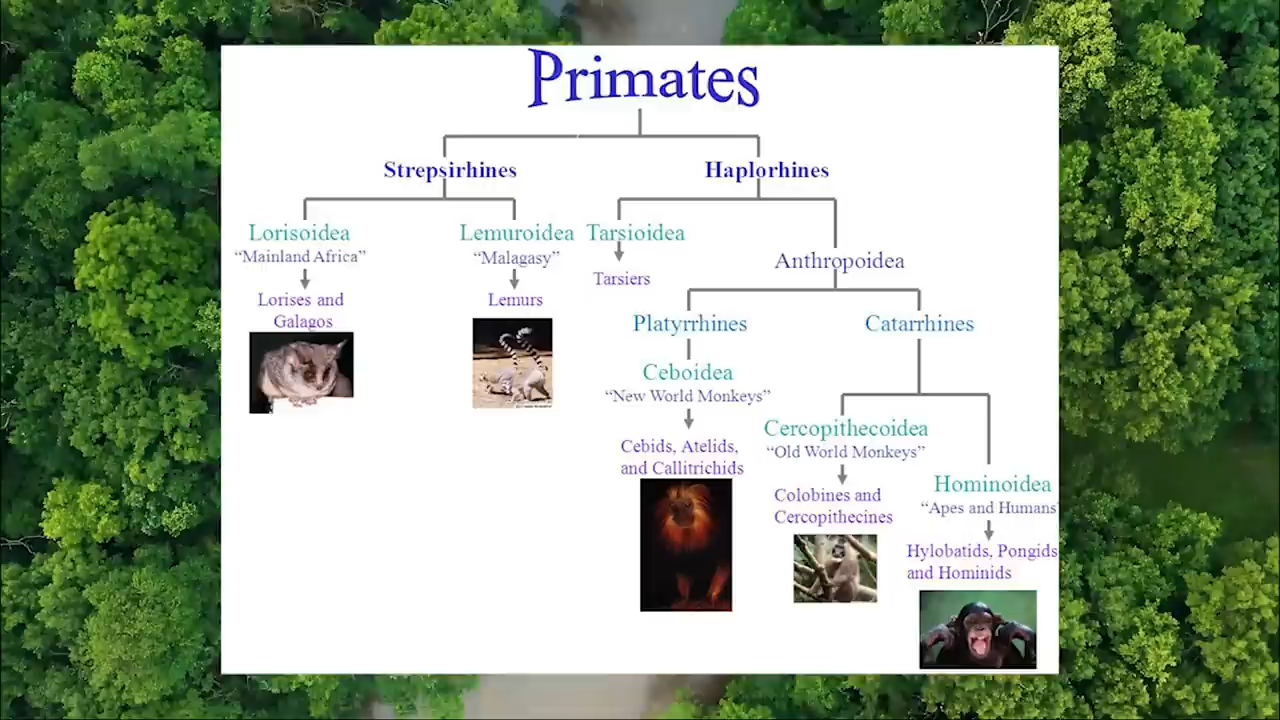 Primates
Strepsirhines
Haplorhines
Lorisoidea
“Mainland Africa”
Lorises and
Galagos
Lemuroidea
“Malagasy”
Lemurs
Tarsioidea
Tarsiers
Anthropoidea
Platyrrhines
Ceboidea
“New World Monkeys”
Cebids, Atelids,
and Callitrichids
Catarrhines
Cercopithecoidea
“Old World Monkeys”
Colobines and
Cercopithecines
Hominoidea
“Apes and Humans
Hylobatids, Pongids
and Hominids